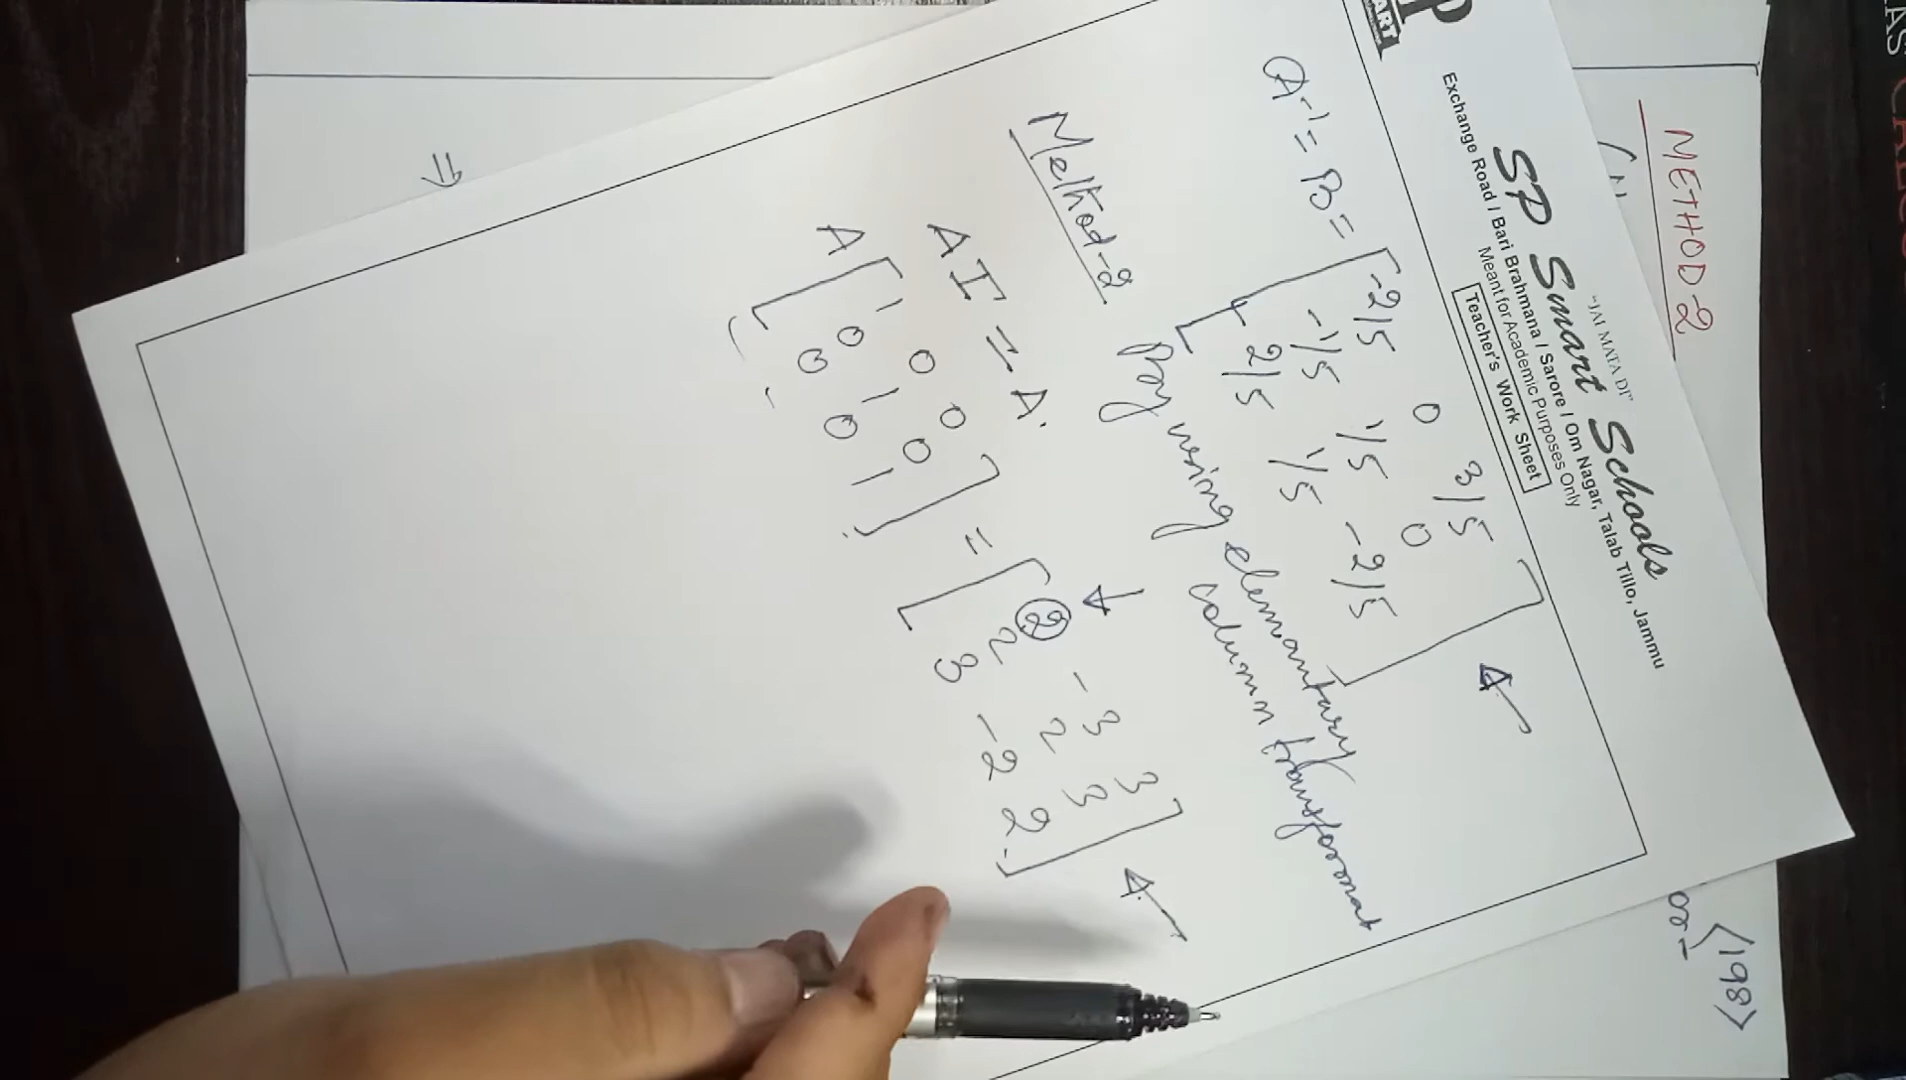 "JAI MATA DI"
SP Smart Schools
Exchange Road / Bari Brahmana / Sarore / Om Nagar, Talab Tillo, Jammu
Meant for Academic Purposes Only
Teacher's Work Sheet
A⁻¹ = B = [ -2/5 0 3/5
-1/5 1/5 0
2/5 1/5 -2/5 ]
Method-2 By using elemantary
column transformat
A I = A
A [ 1 0 0
0 1 0
0 0 1 ] = [ 2 -3 3
2 2 3
3 -2 2 ]
METHOD 2
⟨198⟩
⇒